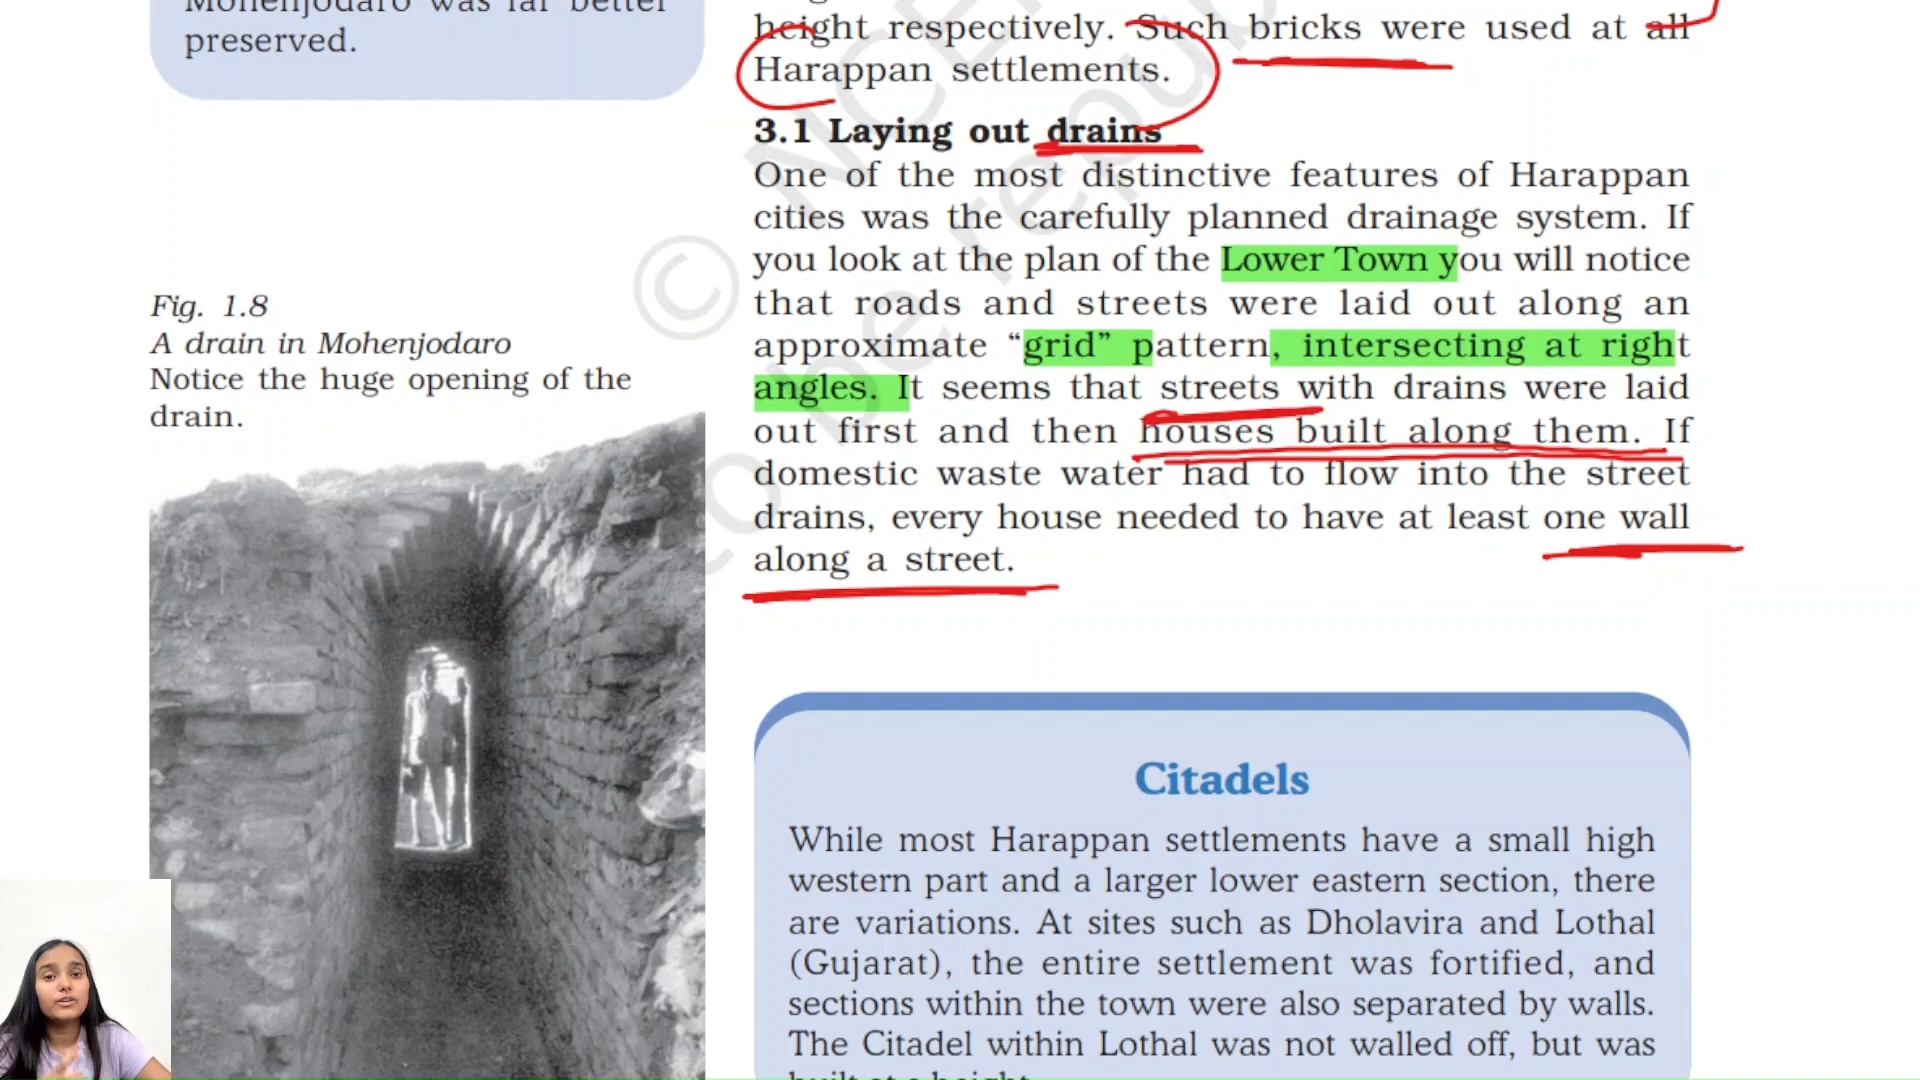 Mohenjodaro was far better
preserved.
Fig. 1.8
A drain in Mohenjodaro
Notice the huge opening of the
drain.
height respectively. Such bricks were used at all
Harappan settlements.
3.1 Laying out drains
One of the most distinctive features of Harappan
cities was the carefully planned drainage system. If
you look at the plan of the Lower Town you will notice
that roads and streets were laid out along an
approximate “grid” pattern, intersecting at right
angles. It seems that streets with drains were laid
out first and then houses built along them. If
domestic waste water had to flow into the street
drains, every house needed to have at least one wall
along a street.
Citadels
While most Harappan settlements have a small high
western part and a larger lower eastern section, there
are variations. At sites such as Dholavira and Lothal
(Gujarat), the entire settlement was fortified, and
sections within the town were also separated by walls.
The Citadel within Lothal was not walled off, but was
built at a height.